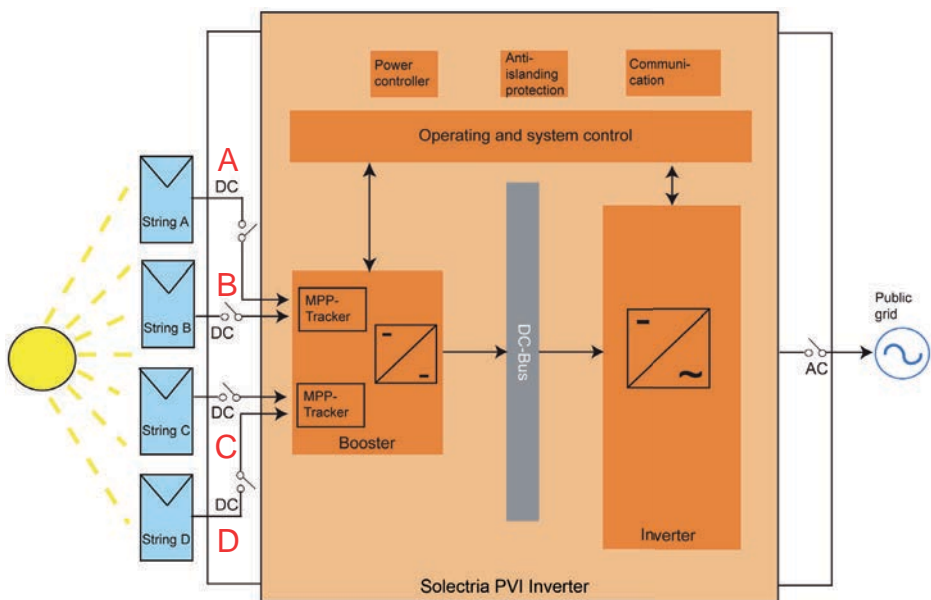 Power
controller
Anti-
islanding
protection
Communi-
cation
Operating and system control
A
DC
String A
B
String B
DC
MPP-
Tracker
DC-Bus
Public
grid
AC
String C
DC
MPP-
Tracker
Booster
C
DC
String D
D
Inverter
Solectria PVI Inverter